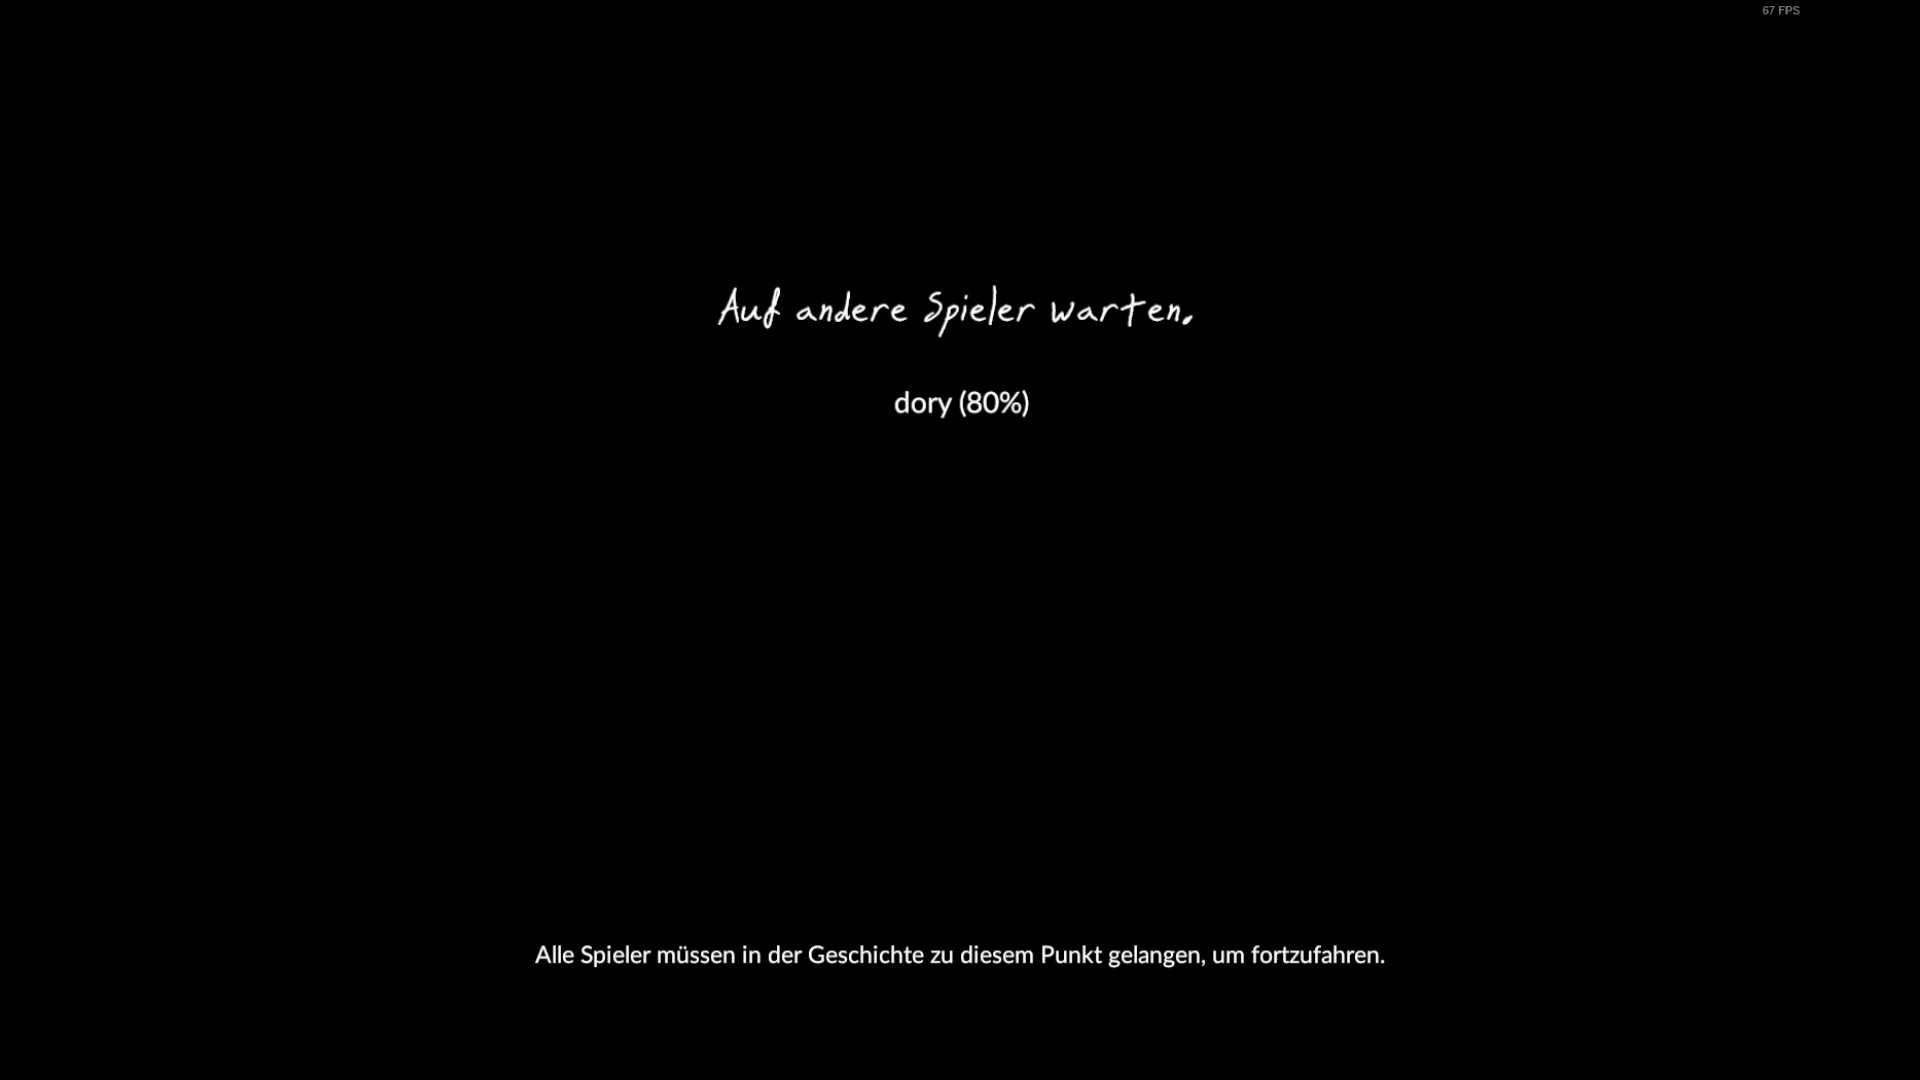 67 FPS
Auf andere Spieler warten.
dory (80%)
Alle Spieler müssen in der Geschichte zu diesem Punkt gelangen, um fortzufahren.